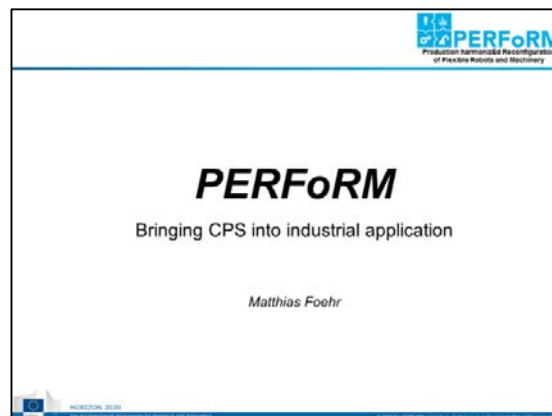 PERFoRM
Production harmonizEd Reconfiguration
of Flexible Robots and Machinery
PERFoRM
Bringing CPS into industrial application
Matthias Foehr
HORIZON 2020